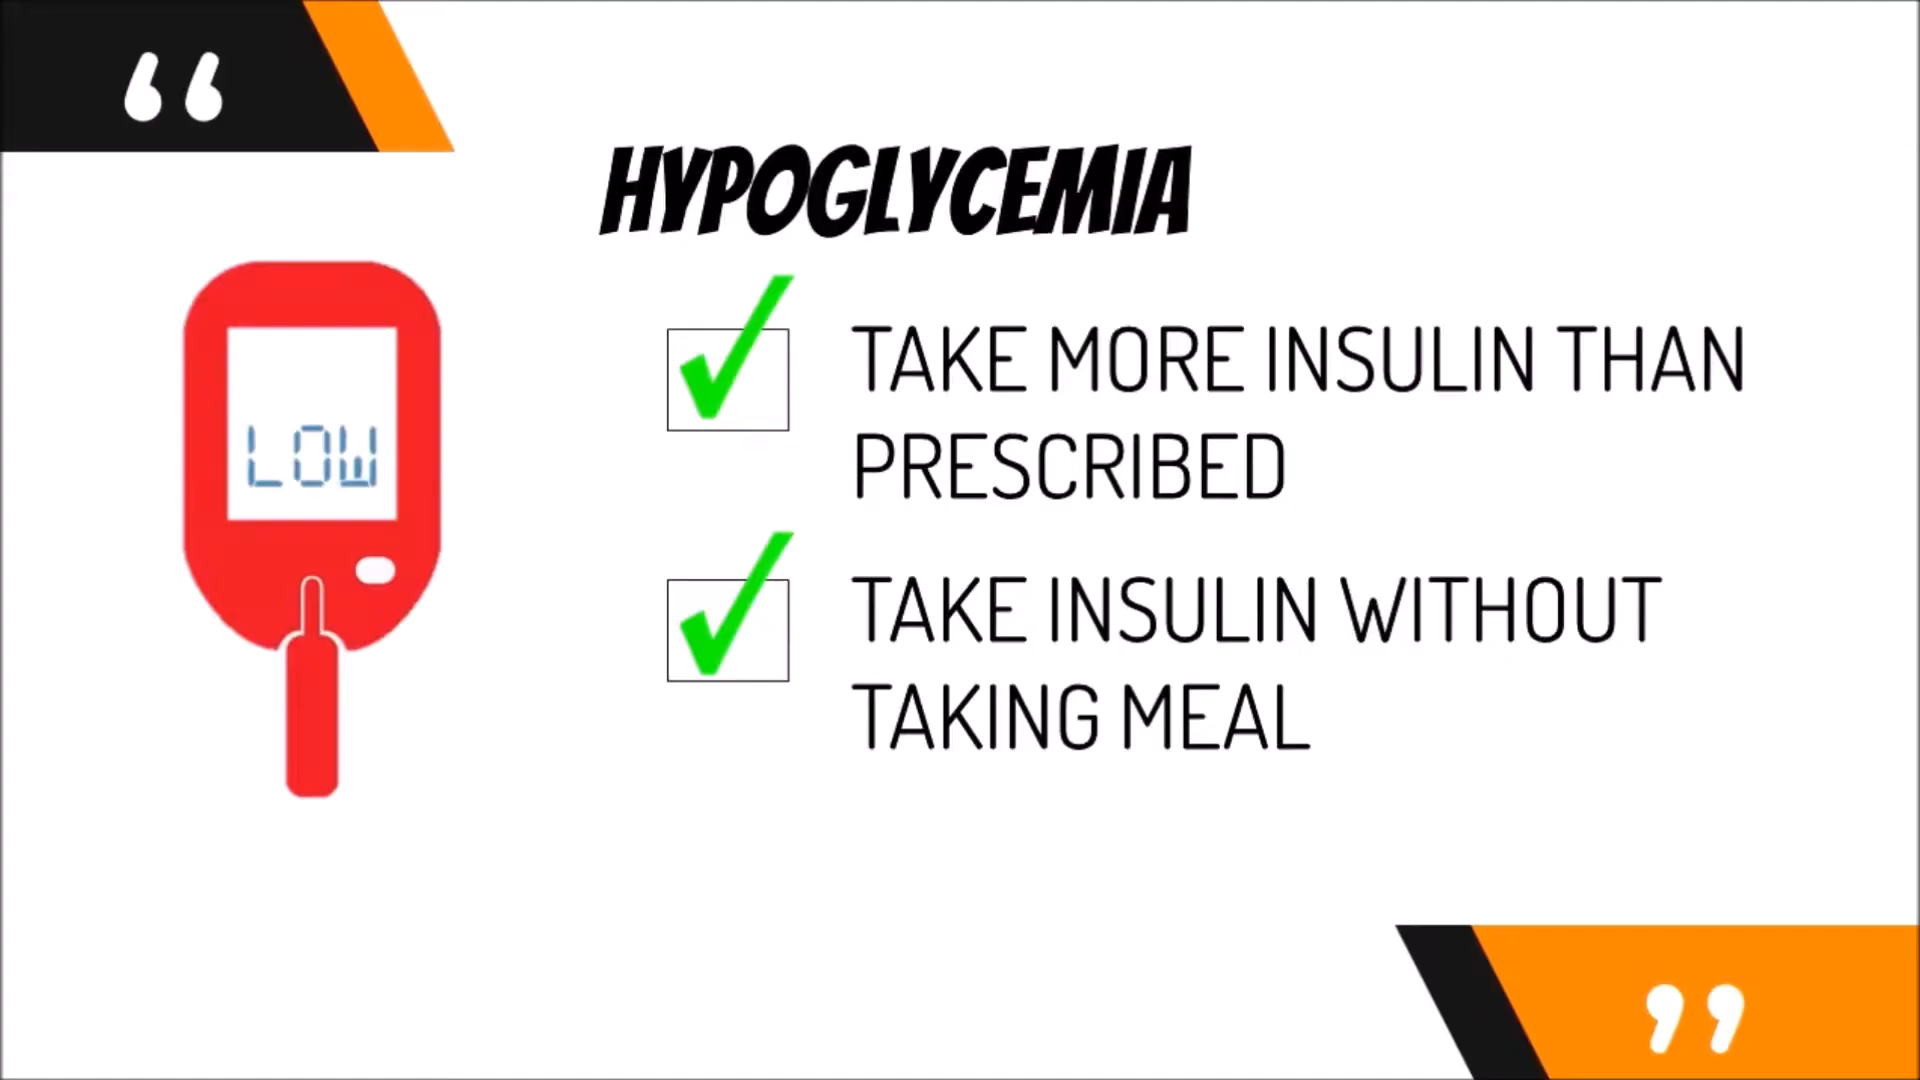 “
HYPOGLYCEMIA
LOW
TAKE MORE INSULIN THAN
PRESCRIBED
TAKE INSULIN WITHOUT
TAKING MEAL
”